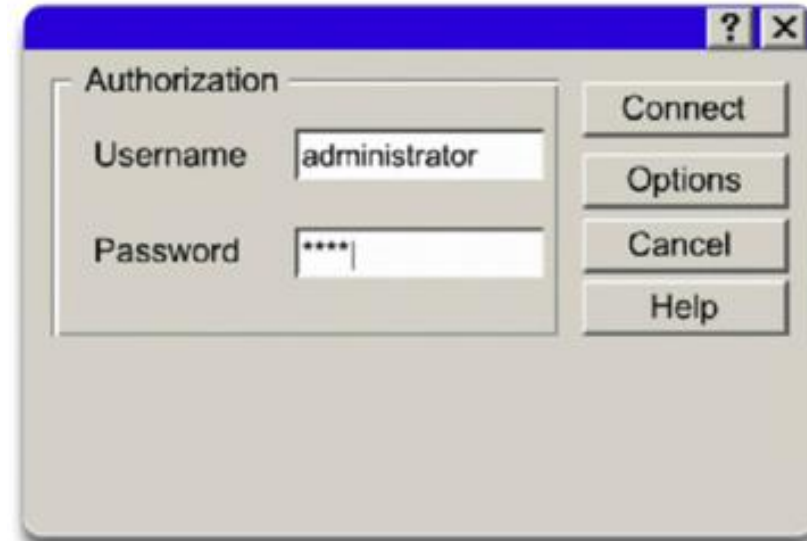 ?
Authorization
Username administrator
Password ****
Connect
Options
Cancel
Help